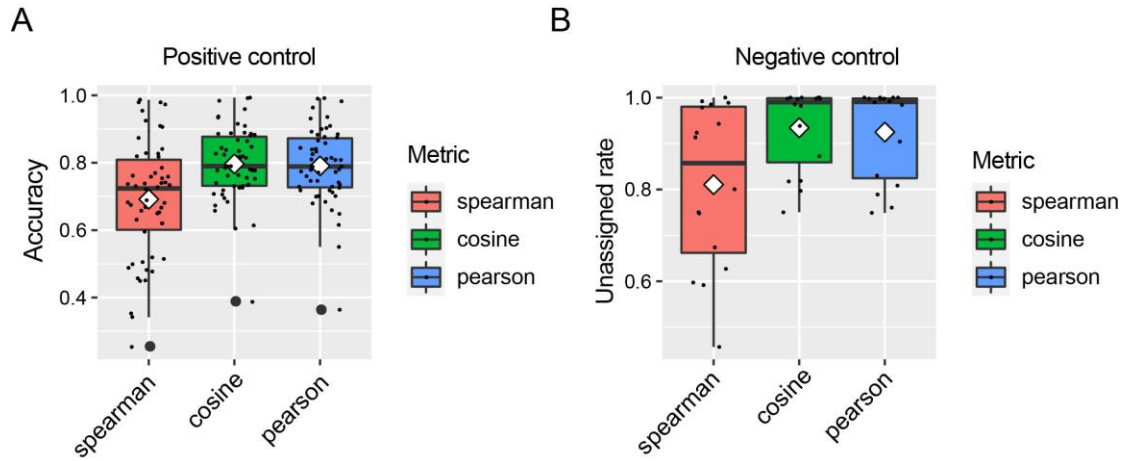 A
Positive control
Accuracy
1.0
0.8
0.6
0.4
spearman
cosine
pearson
Metric
spearman
cosine
pearson
B
Negative control
Unassigned rate
1.0
0.8
0.6
spearman
cosine
pearson
Metric
spearman
cosine
pearson